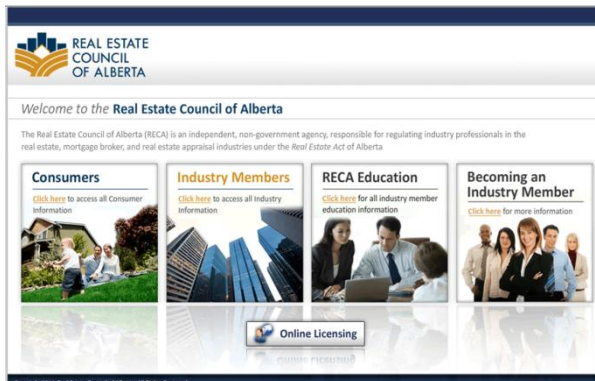 REAL ESTATE
COUNCIL
OF ALBERTA
Welcome to the Real Estate Council of Alberta
The Real Estate Council of Alberta (RECA) is an independent, non-government agency, responsible for regulating industry professionals in the
real estate, mortgage broker, and real estate appraisal industries under the Real Estate Act of Alberta
Consumers
Click here to access all Consumer
Information
Industry Members
Click here to access all Industry
Information
RECA Education
Click here for all industry member
education information
Becoming an
Industry Member
Click here for more information
Online Licensing